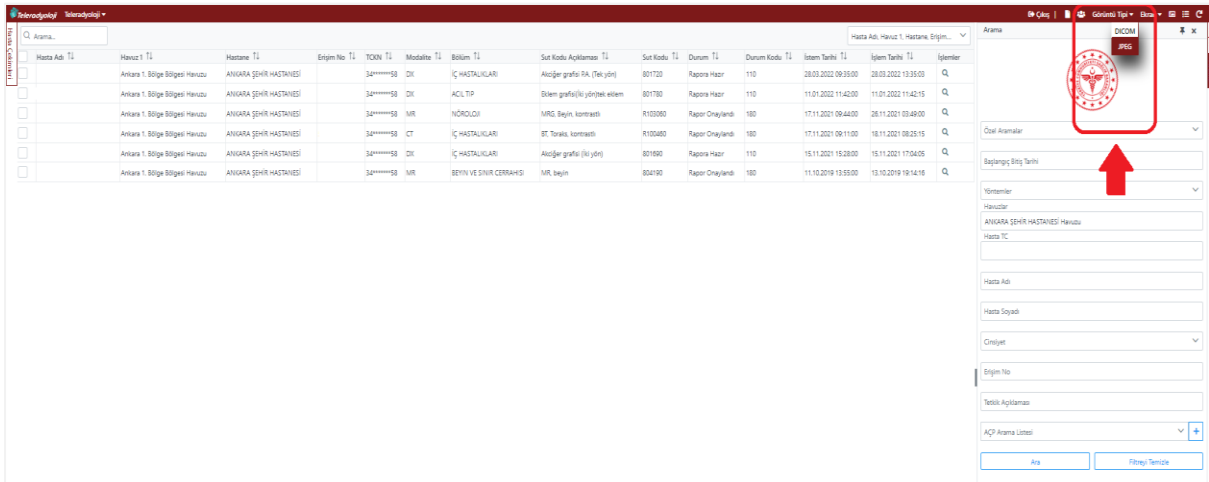 Teleradyoloji Teleradyoloji
Çıkış | Görüntü Tipi Ekran
DICOM
JPEG
Hasta Çekimleri
Arama...
Hasta Adı, Havuz 1, Hastane, Erişim...
Hasta Adı Havuz 1 Hastane Erişim No TCKN Modalite Bölüm Sut Kodu Açıklaması Sut Kodu Durum Durum Kodu İstem Tarihi İşlem Tarihi İşlemler
Ankara 1. Bölge Bölgesi Havuzu ANKARA ŞEHİR HASTANESİ 34*******58 DX İÇ HASTALIKLARI Akciğer grafisi P.A. (Tek yön) 801720 Rapora Hazır 110 28.03.2022 09:35:00 28.03.2022 13:35:03
Ankara 1. Bölge Bölgesi Havuzu ANKARA ŞEHİR HASTANESİ 34*******58 DX ACİL TIP Eklem grafisi(İki yön)tek eklem 801780 Rapora Hazır 110 11.01.2022 11:42:00 11.01.2022 11:42:15
Ankara 1. Bölge Bölgesi Havuzu ANKARA ŞEHİR HASTANESİ 34*******58 MR NÖROLOJİ MRG, Beyin, kontrastlı R103060 Rapor Onaylandı 180 17.11.2021 09:44:00 26.11.2021 03:49:00
Ankara 1. Bölge Bölgesi Havuzu ANKARA ŞEHİR HASTANESİ 34*******58 CT İÇ HASTALIKLARI BT, Toraks, kontrastlı R100460 Rapor Onaylandı 180 17.11.2021 09:11:00 18.11.2021 08:25:15
Ankara 1. Bölge Bölgesi Havuzu ANKARA ŞEHİR HASTANESİ 34*******58 DX İÇ HASTALIKLARI Akciğer grafisi (İki yön) 801690 Rapora Hazır 110 15.11.2021 15:28:00 15.11.2021 17:04:05
Ankara 1. Bölge Bölgesi Havuzu ANKARA ŞEHİR HASTANESİ 34*******58 MR BEYİN VE SİNİR CERRAHİSİ MR, beyin 804190 Rapor Onaylandı 180 11.10.2019 13:55:00 13.10.2019 19:14:16
Arama
Özel Aramalar
Başlangıç Bitiş Tarihi
Yöntemler
Havuzlar
ANKARA ŞEHİR HASTANESİ Havuzu
Hasta TC
Hasta Adı
Hasta Soyadı
Cinsiyet
Erişim No
Tetkik Açıklaması
AÇP Arama Listesi
Ara Filtreyi Temizle